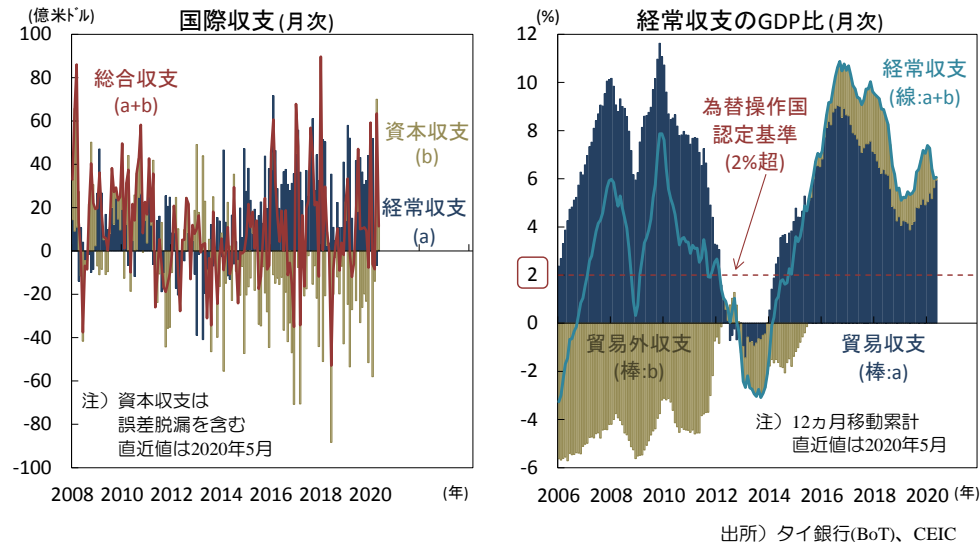 国際収支(月次)
(億米ドル)
100
80
60
40
20
0
-20
-40
-60
-80
-100
総合収支
(a+b)
資本収支
(b)
経常収支
(a)
注）資本収支は
誤差脱漏を含む
直近値は2020年5月
2008 2010 2012 2014 2016 2018 2020 (年)
経常収支のGDP比(月次)
(%)
12
10
8
6
4
2
0
-2
-4
-6
経常収支
(線:a+b)
為替操作国
認定基準
(2%超)
貿易外収支
(棒:b)
貿易収支
(棒:a)
注）12ヵ月移動累計
直近値は2020年5月
2006 2008 2010 2012 2014 2016 2018 2020 (年)
出所）タイ銀行(BoT)、CEIC